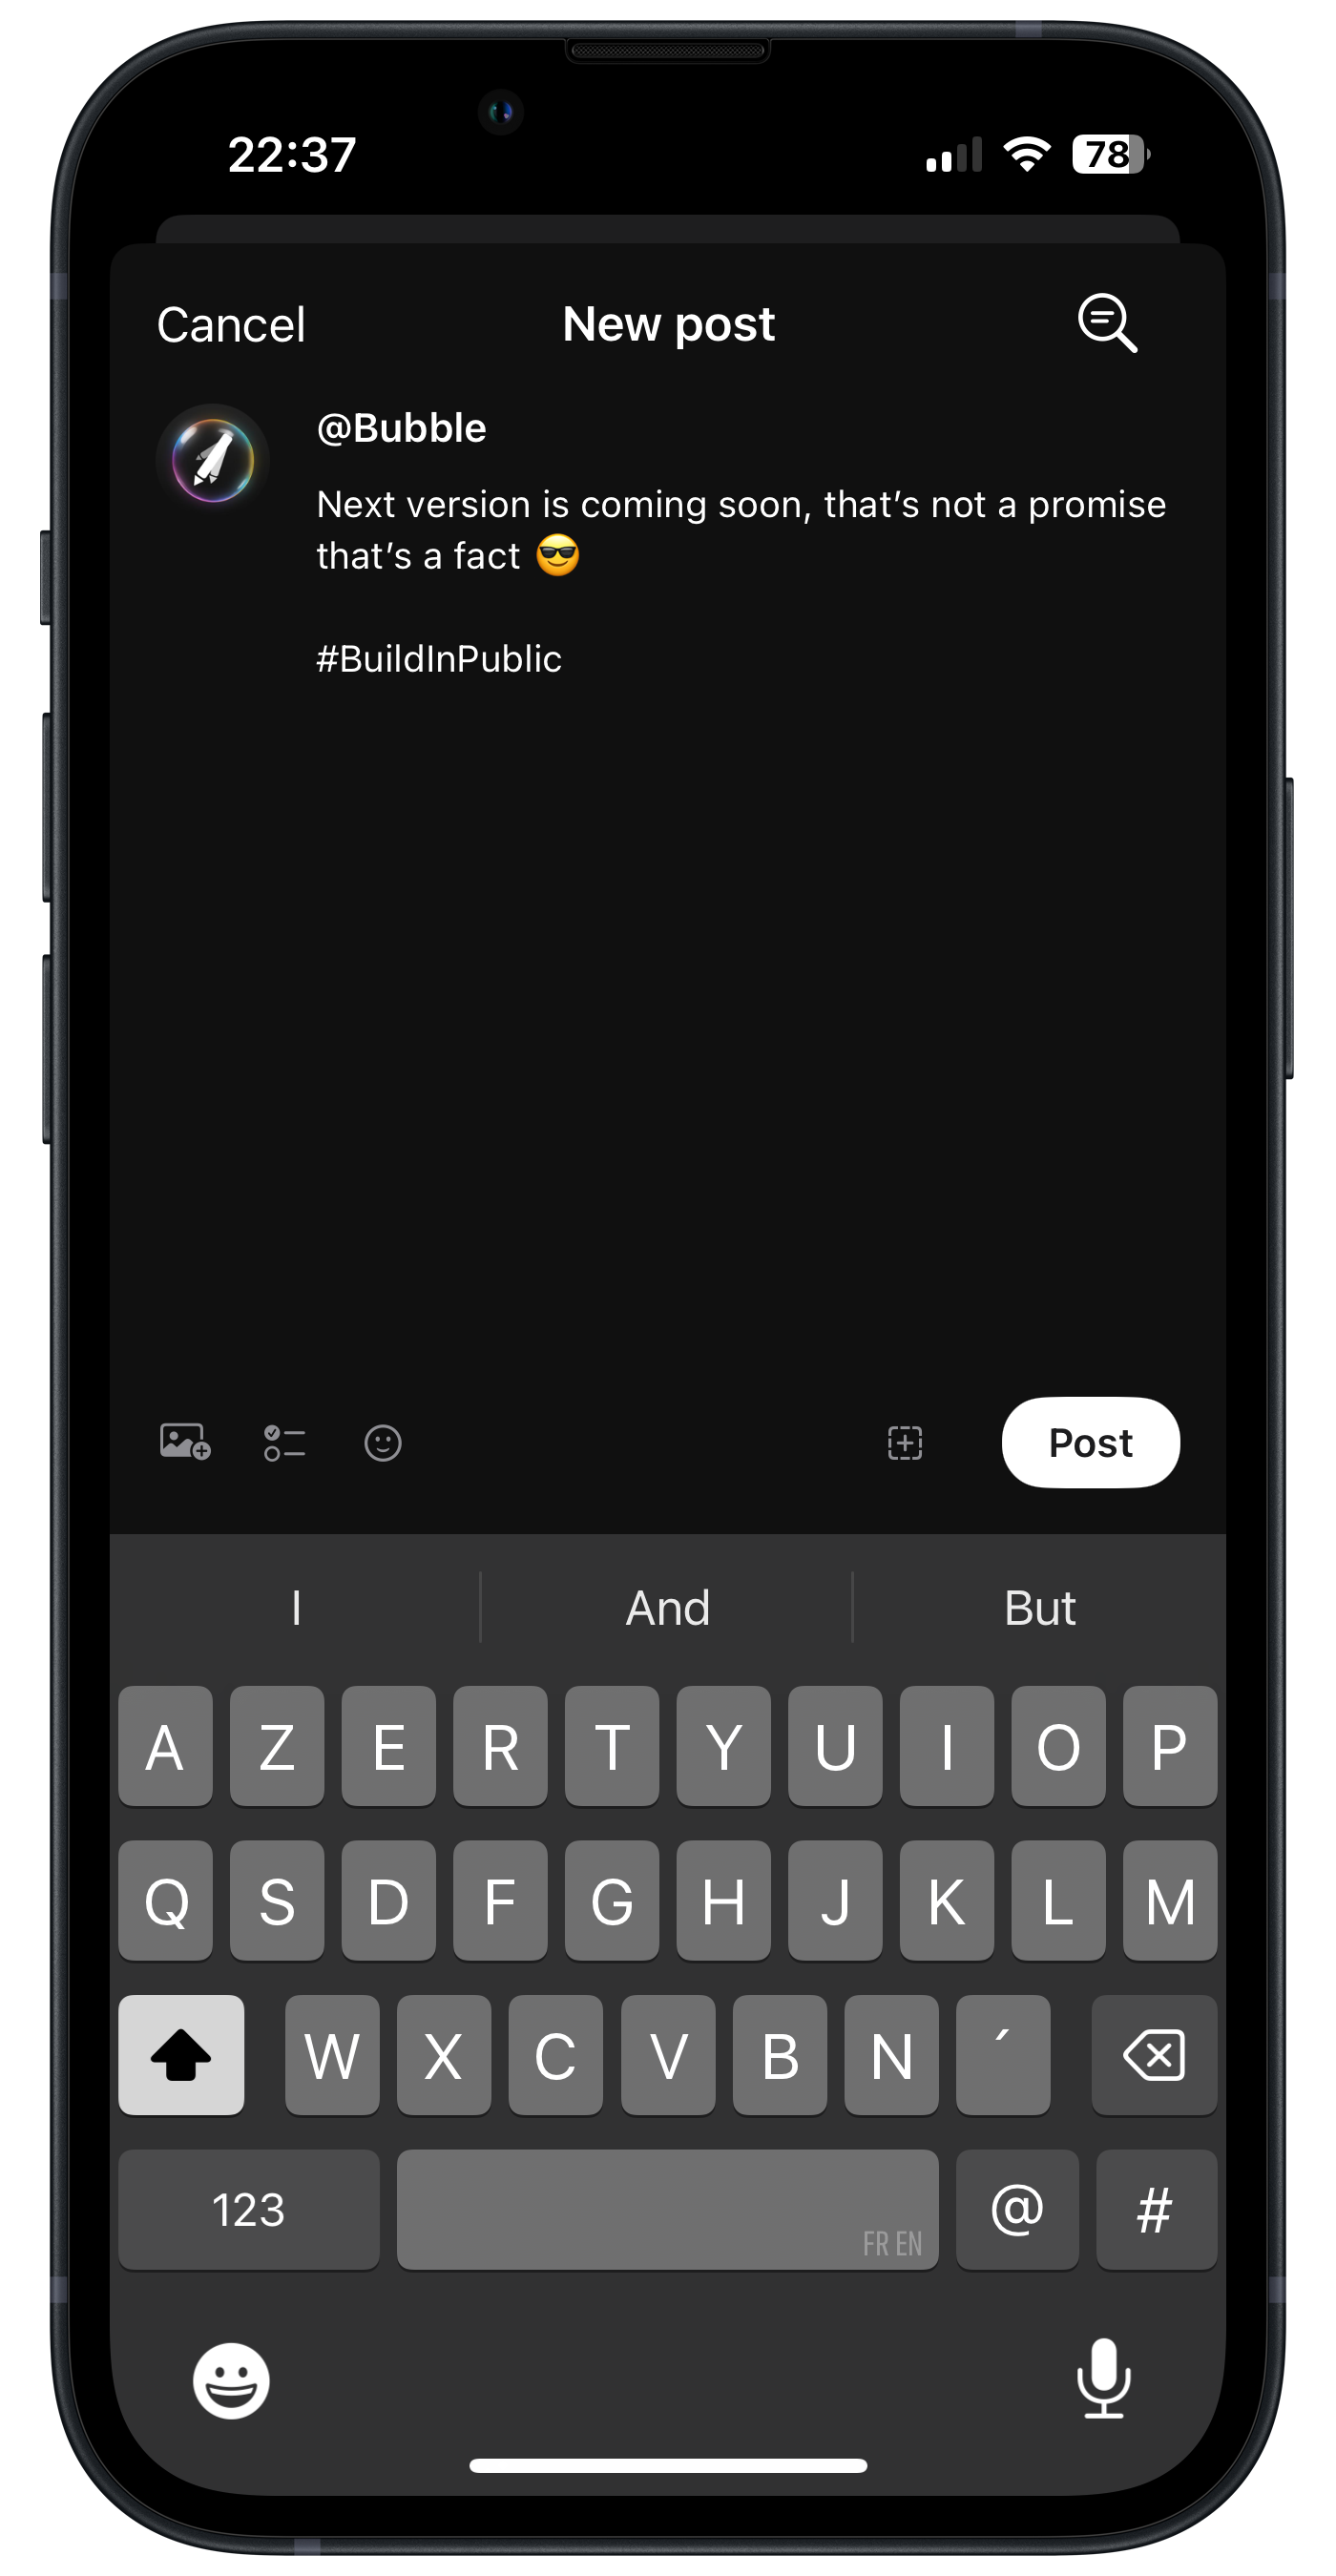 22:37
78
Cancel
New post
@Bubble
Next version is coming soon, that’s not a promise
that’s a fact 😎
#BuildInPublic
Post
I And But
A Z E R T Y U I O P
Q S D F G H J K L M
W X C V B N ´
123
FR EN
@ #